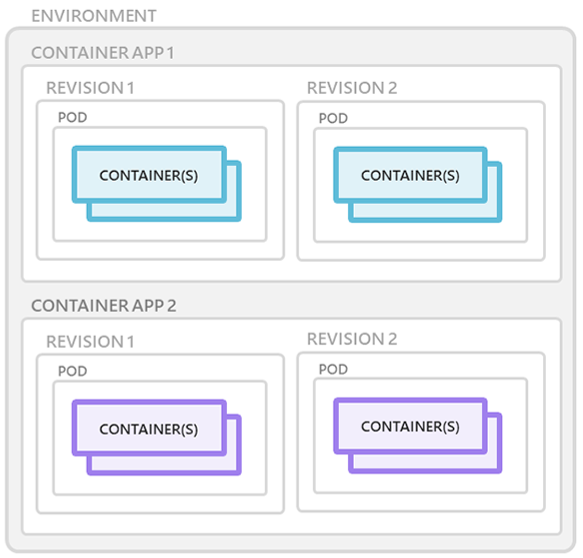 ENVIRONMENT
CONTAINER APP 1
REVISION 1
REVISION 2
POD
POD
CONTAINER(S)
CONTAINER(S)
CONTAINER APP 2
REVISION 1
REVISION 2
POD
POD
CONTAINER(S)
CONTAINER(S)